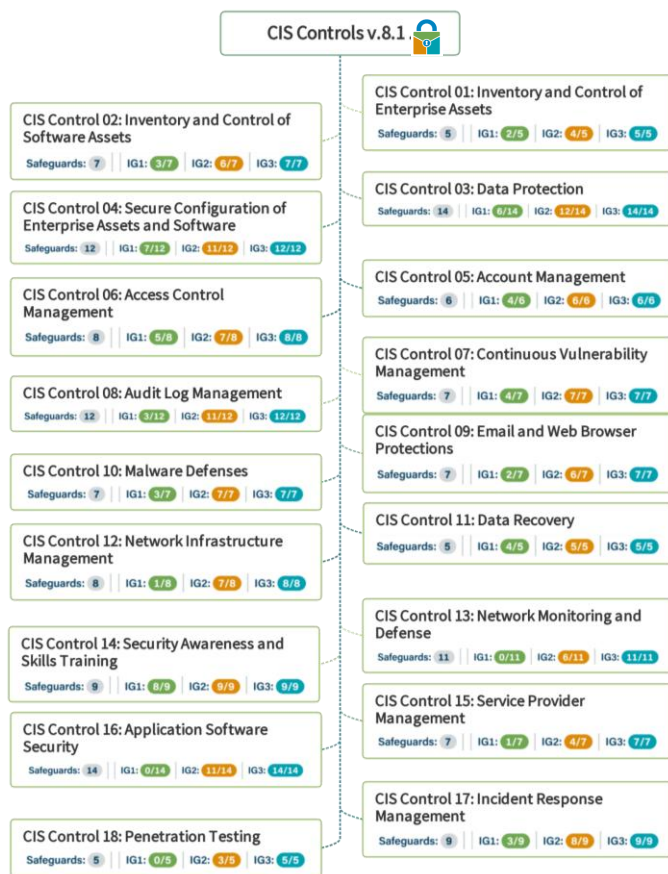 CIS Controls v.8.1
CIS Control 01: Inventory and Control of
Enterprise Assets
Safeguards: 5 IG1: 2/5 IG2: 4/5 IG3: 5/5
CIS Control 02: Inventory and Control of
Software Assets
Safeguards: 7 IG1: 3/7 IG2: 6/7 IG3: 7/7
CIS Control 03: Data Protection
Safeguards: 14 IG1: 6/14 IG2: 12/14 IG3: 14/14
CIS Control 04: Secure Configuration of
Enterprise Assets and Software
Safeguards: 12 IG1: 7/12 IG2: 11/12 IG3: 12/12
CIS Control 05: Account Management
Safeguards: 6 IG1: 4/6 IG2: 6/6 IG3: 6/6
CIS Control 06: Access Control
Management
Safeguards: 8 IG1: 5/8 IG2: 7/8 IG3: 8/8
CIS Control 07: Continuous Vulnerability
Management
Safeguards: 7 IG1: 4/7 IG2: 7/7 IG3: 7/7
CIS Control 08: Audit Log Management
Safeguards: 12 IG1: 3/12 IG2: 11/12 IG3: 12/12
CIS Control 09: Email and Web Browser
Protections
Safeguards: 7 IG1: 2/7 IG2: 6/7 IG3: 7/7
CIS Control 10: Malware Defenses
Safeguards: 7 IG1: 3/7 IG2: 7/7 IG3: 7/7
CIS Control 11: Data Recovery
Safeguards: 5 IG1: 4/5 IG2: 5/5 IG3: 5/5
CIS Control 12: Network Infrastructure
Management
Safeguards: 8 IG1: 1/8 IG2: 7/8 IG3: 8/8
CIS Control 13: Network Monitoring and
Defense
Safeguards: 11 IG1: 0/11 IG2: 6/11 IG3: 11/11
CIS Control 14: Security Awareness and
Skills Training
Safeguards: 9 IG1: 8/9 IG2: 9/9 IG3: 9/9
CIS Control 15: Service Provider
Management
Safeguards: 7 IG1: 1/7 IG2: 4/7 IG3: 7/7
CIS Control 16: Application Software
Security
Safeguards: 14 IG1: 0/14 IG2: 11/14 IG3: 14/14
CIS Control 17: Incident Response
Management
Safeguards: 9 IG1: 3/9 IG2: 8/9 IG3: 9/9
CIS Control 18: Penetration Testing
Safeguards: 5 IG1: 0/5 IG2: 3/5 IG3: 5/5